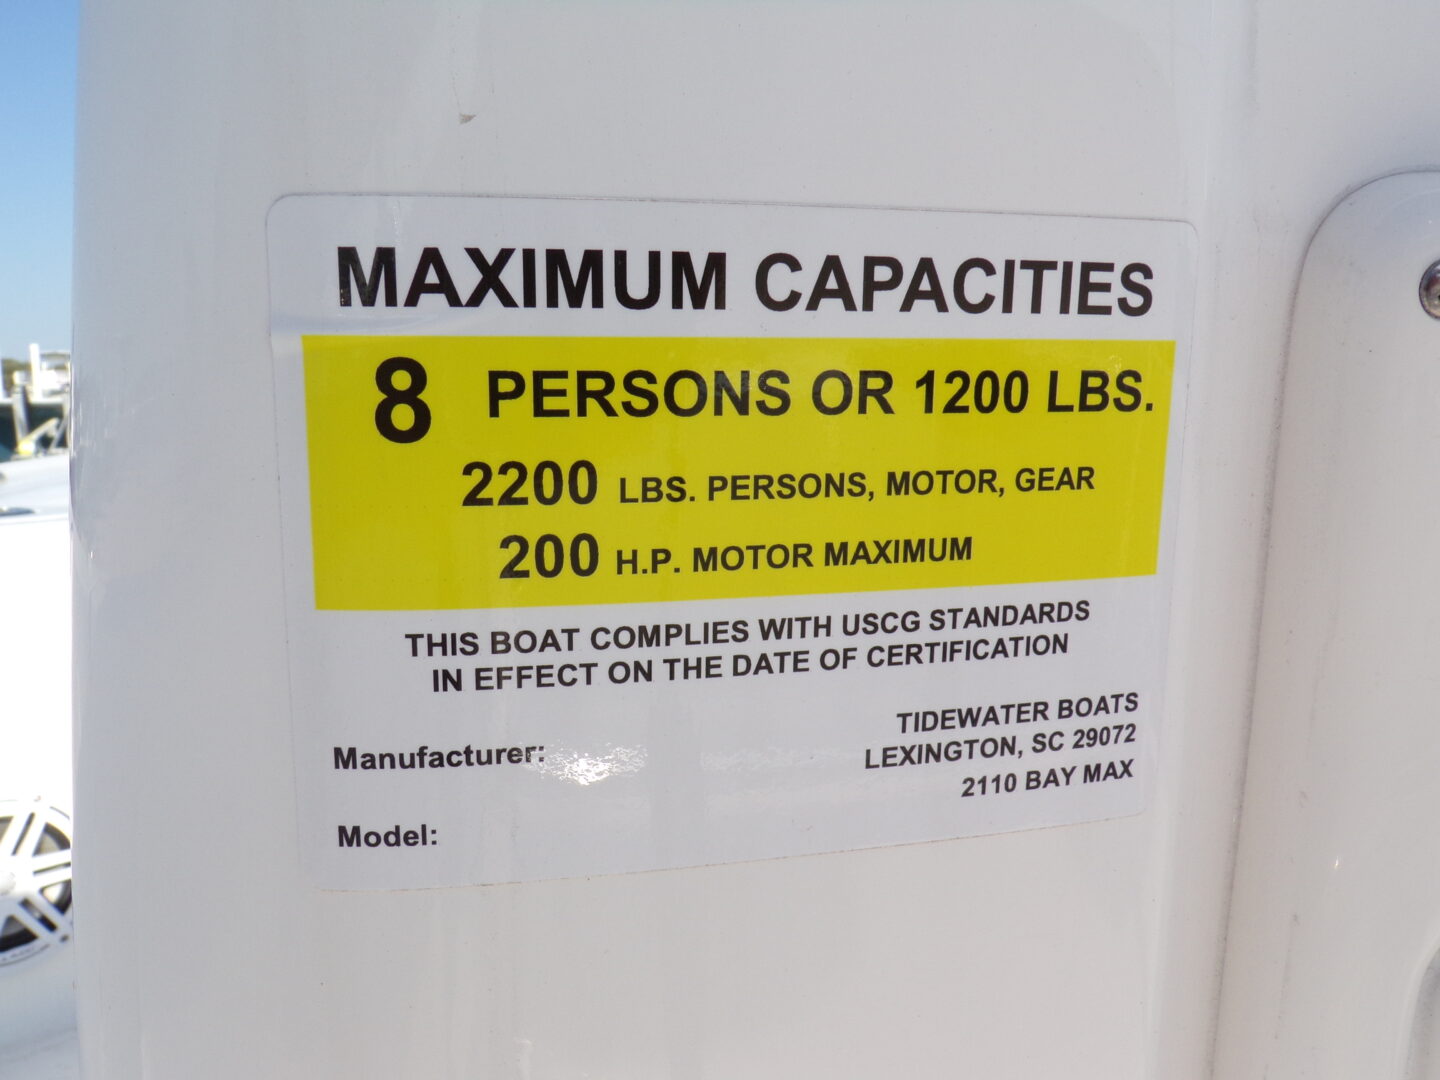 MAXIMUM CAPACITIES
8 PERSONS OR 1200 LBS.
2200 LBS. PERSONS, MOTOR, GEAR
200 H.P. MOTOR MAXIMUM
THIS BOAT COMPLIES WITH USCG STANDARDS
IN EFFECT ON THE DATE OF CERTIFICATION
TIDEWATER BOATS
Manufacturer: LEXINGTON, SC 29072
2110 BAY MAX
Model: